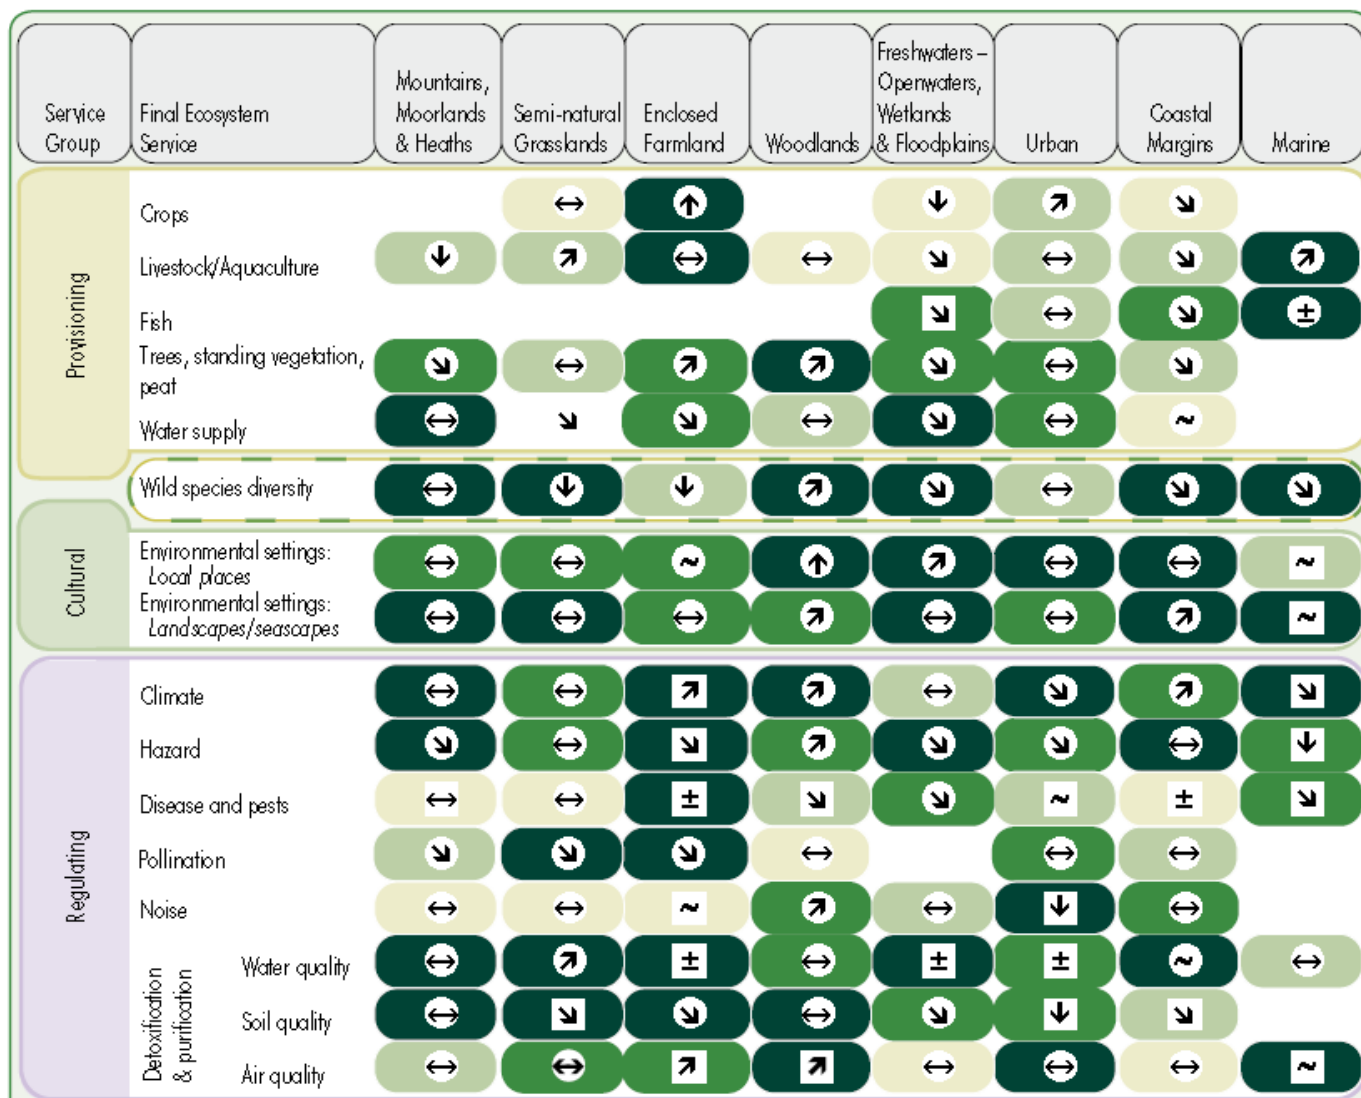 Service
Group
Final Ecosystem
Service
Mountains,
Moorlands
& Heaths
Semi-natural
Grasslands
Enclosed
Farmland
Woodlands
Freshwaters –
Openwaters,
Wetlands
& Floodplains
Urban
Coastal
Margins
Marine
Provisioning
Crops
↔ ↑ ↓ ↗ ↘
Livestock/Aquaculture
↓ ↗ ↔ ↔ ↘ ↔ ↘ ↗
Fish
↘ ↔ ↘ ±
Trees, standing vegetation,
peat
↘ ↔ ↗ ↗ ↘ ↔ ↘
Water supply
↔ ↘ ↘ ↔ ↘ ↔ ~
Wild species diversity
↔ ↓ ↓ ↗ ↘ ↔ ↘ ↘
Cultural
Environmental settings:
Local places
↔ ↔ ~ ↑ ↗ ↔ ↔ ~
Environmental settings:
Landscapes/seascapes
↔ ↔ ↔ ↗ ↔ ↔ ↗ ~
Regulating
Climate
↔ ↔ ↗ ↗ ↔ ↘ ↗ ↘
Hazard
↘ ↔ ↘ ↗ ↘ ↘ ↔ ↓
Disease and pests
↔ ↔ ± ↘ ↘ ~ ± ↘
Pollination
↘ ↘ ↘ ↔ ↔ ↔
Noise
↔ ↔ ~ ↗ ↔ ↓ ↔
Detoxification
& purification
Water quality
↔ ↗ ± ↔ ± ± ~ ↔
Soil quality
↔ ↘ ↘ ↔ ↘ ↓ ↘
Air quality
↔ ↔ ↗ ↗ ↔ ↔ ↔ ~